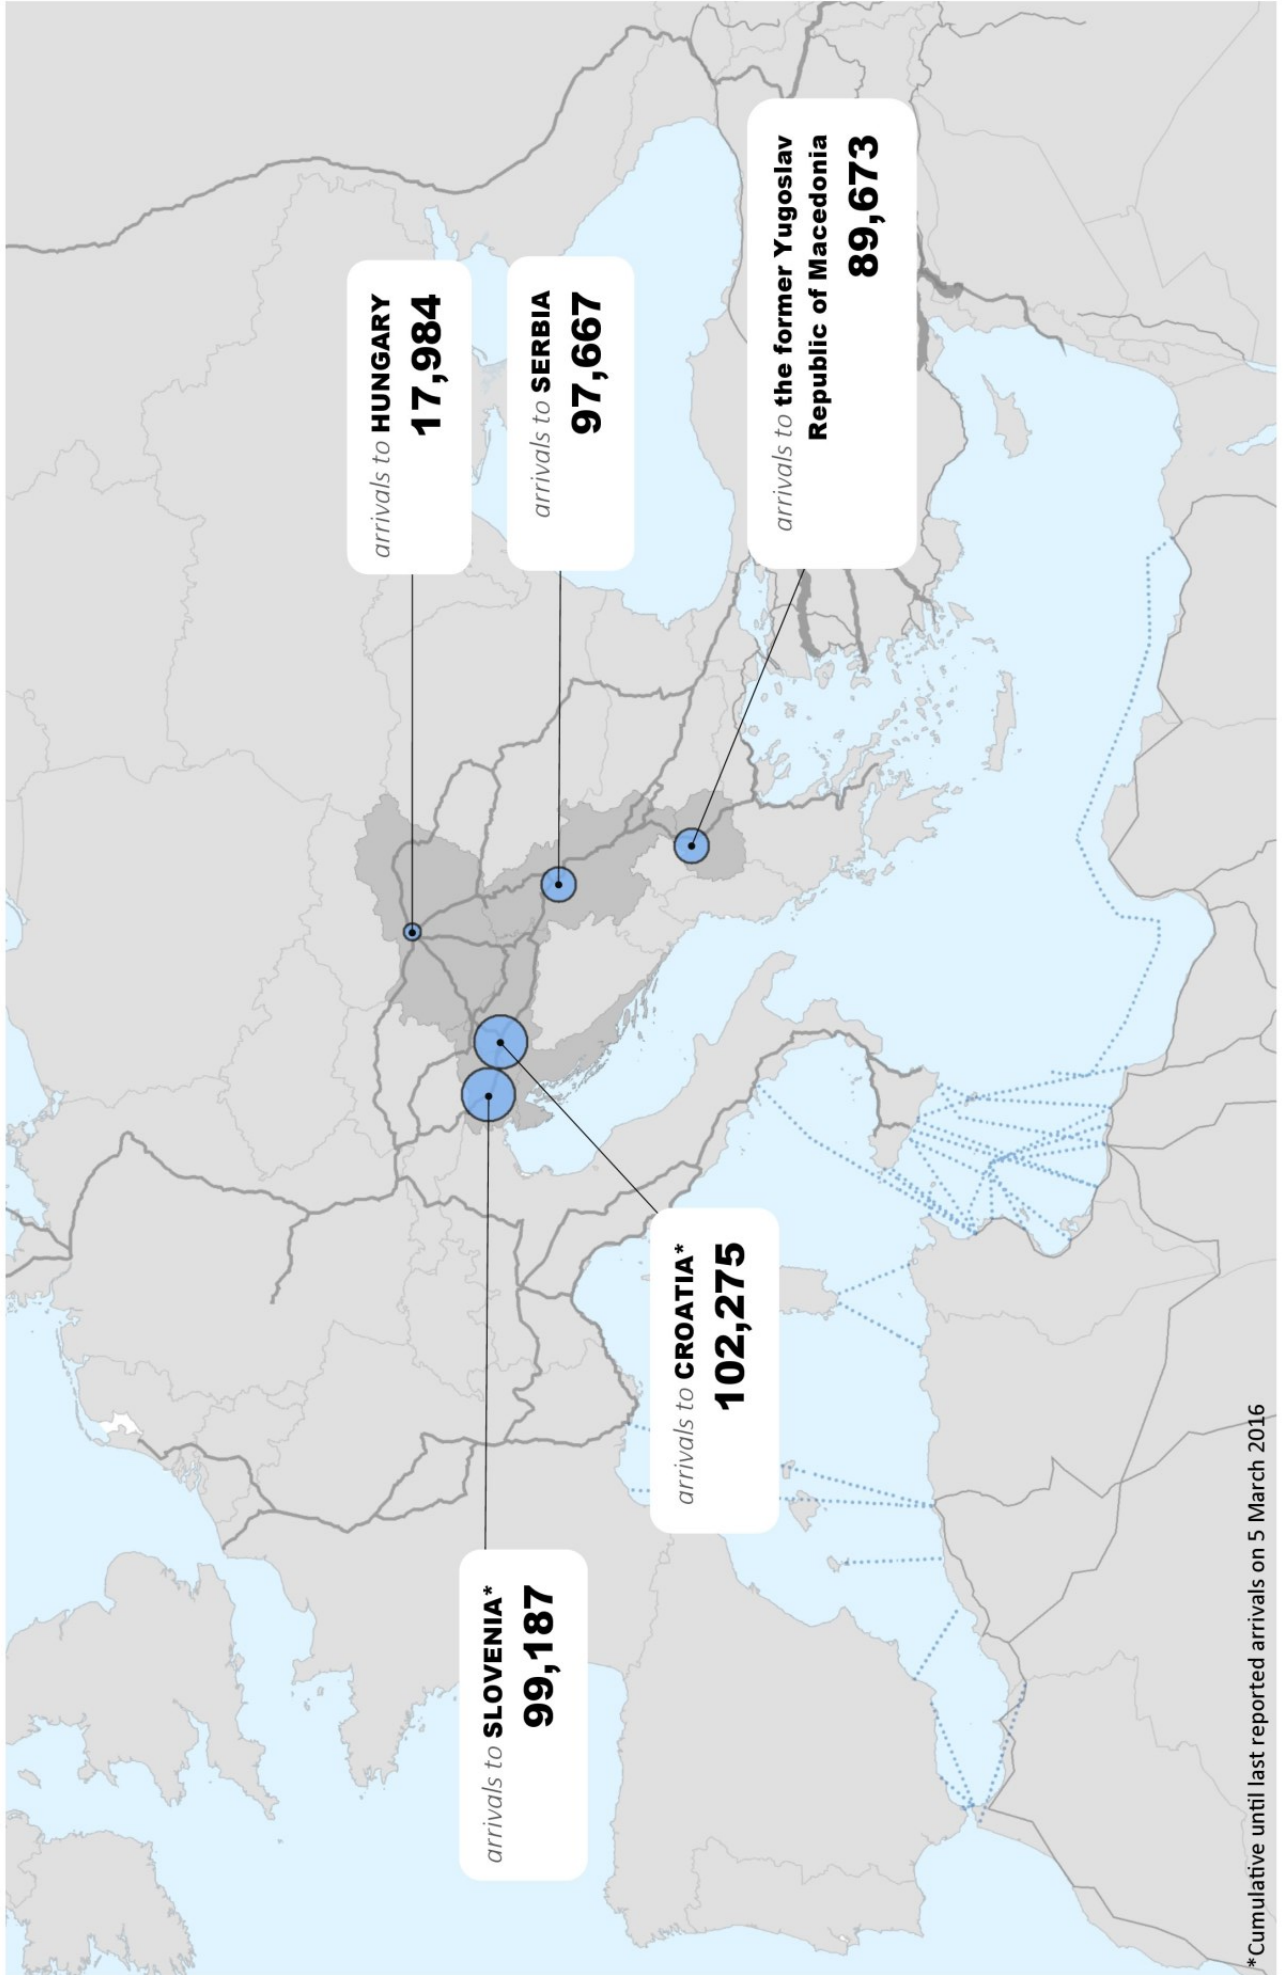 arrivals to HUNGARY
17,984
arrivals to SERBIA
97,667
arrivals to the former Yugoslav
Republic of Macedonia
89,673
arrivals to SLOVENIA*
99,187
arrivals to CROATIA*
102,275
*Cumulative until last reported arrivals on 5 March 2016